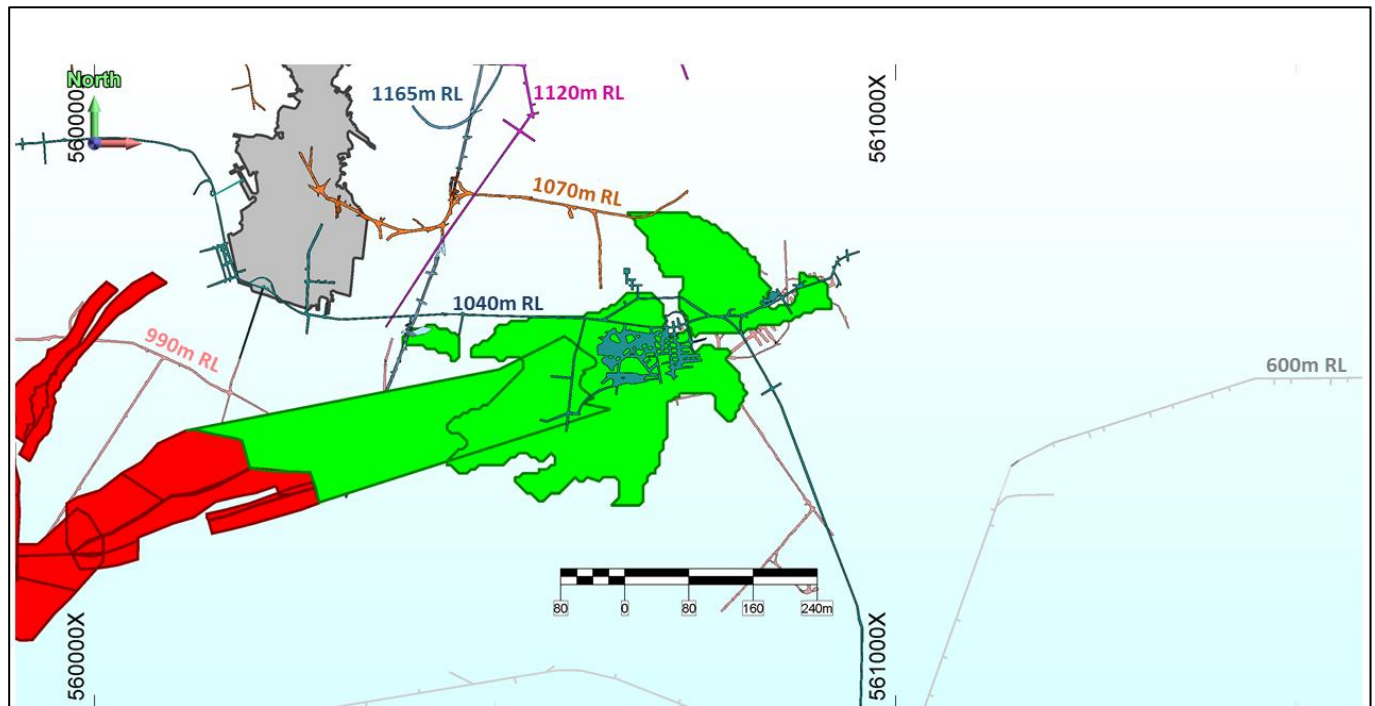 North
560000X
1165m RL
1120m RL
561000X
1070m RL
1040m RL
990m RL
600m RL
80 0 80 160 240m
560000X
561000X